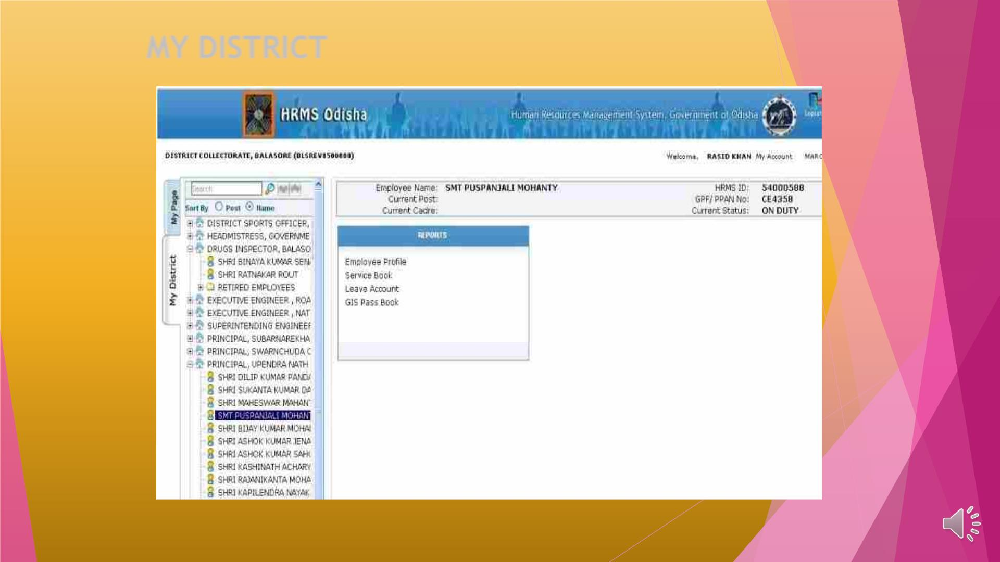 MY DISTRICT
HRMS Odisha
Human Resources Management System, Government of Odisha
Logout
DISTRICT COLLECTORATE, BALASORE (BLSREV8500000)
Welcome, RASID KHAN My Account MARC
My Page
My District
Search
Sort By Post Name
DISTRICT SPORTS OFFICER,
HEADMISTRESS, GOVERNME
DRUGS INSPECTOR, BALASO
SHRI BINAYA KUMAR SEN
SHRI RATNAKAR ROUT
RETIRED EMPLOYEES
EXECUTIVE ENGINEER , ROA
EXECUTIVE ENGINEER , NAT
SUPERINTENDING ENGINEER
PRINCIPAL, SUBARNAREKHA
PRINCIPAL, SWARNCHUDA C
PRINCIPAL, UPENDRA NATH
SHRI DILIP KUMAR PANDA
SHRI SUKANTA KUMAR DA
SHRI MAHESWAR MAHANT
SMT PUSPANJALI MOHANT
SHRI BIJAY KUMAR MOHAN
SHRI ASHOK KUMAR JENA
SHRI ASHOK KUMAR SAHO
SHRI KASHINATH ACHARY
SHRI RAJANIKANTA MOHA
SHRI KAPILENDRA NAYAK
Employee Name: SMT PUSPANJALI MOHANTY
Current Post:
Current Cadre:
HRMS ID: 54000588
GPF/ PPAN No: CE4358
Current Status: ON DUTY
REPORTS
Employee Profile
Service Book
Leave Account
GIS Pass Book